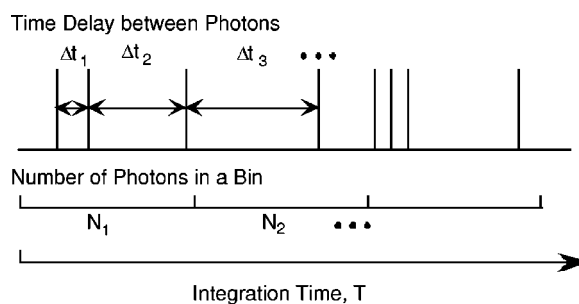 Time Delay between Photons
Δt₁ Δt₂ Δt₃ •••
Number of Photons in a Bin
N₁ N₂ •••
Integration Time, T